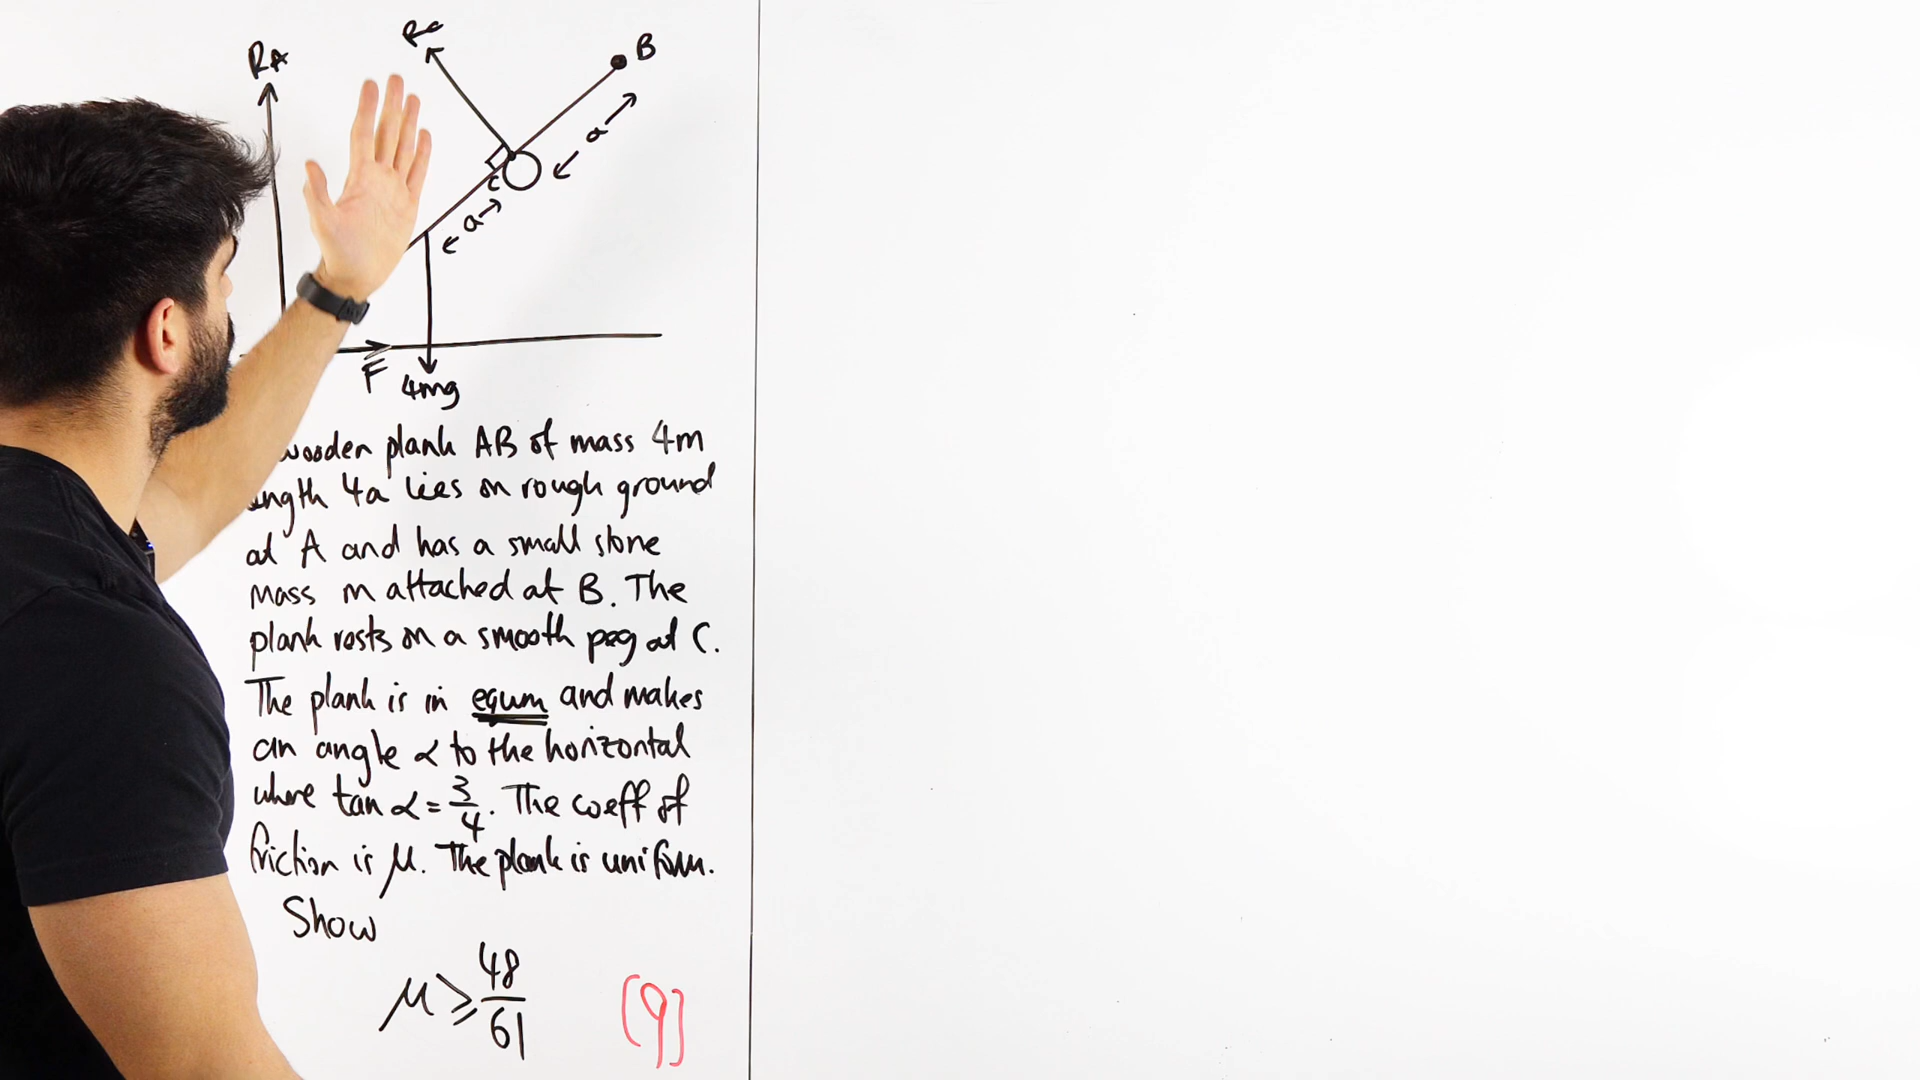 RA
Rc
B
a
C
a
F
4mg
wooden plank AB of mass 4m
length 4a lies on rough ground
at A and has a small stone
mass m attached at B. The
plank rests on a smooth peg at C.
The plank is in equm and makes
an angle α to the horizontal
where tan α = 3/4. The coeff of
friction is μ. The plank is uniform.
Show
μ ≥ 48/61
[9]